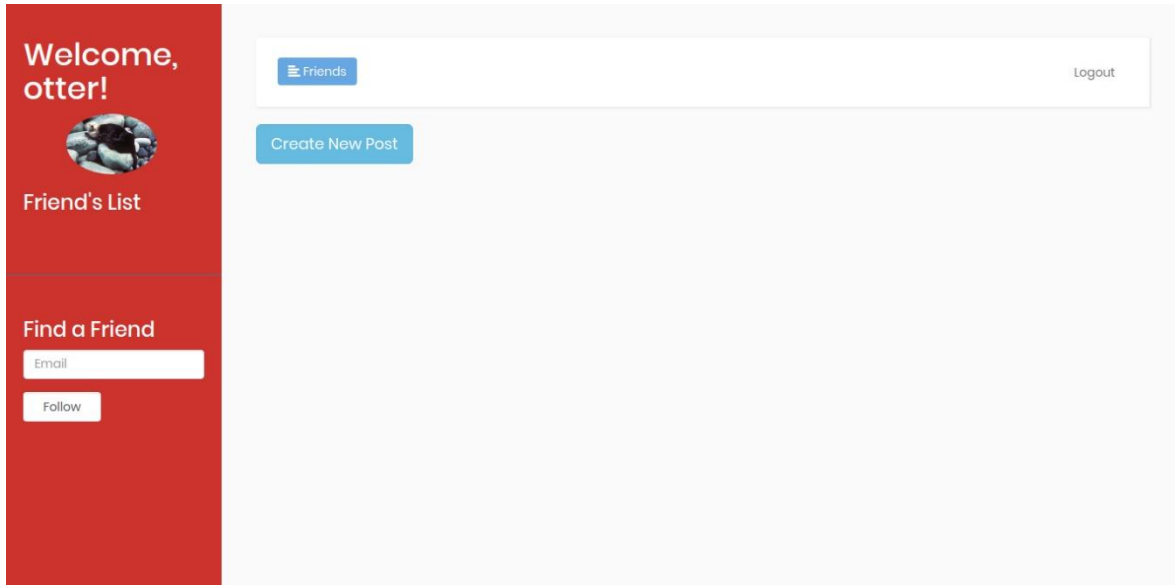 Welcome,
otter!
Friend's List
Find a Friend
Email
Follow
Friends
Logout
Create New Post